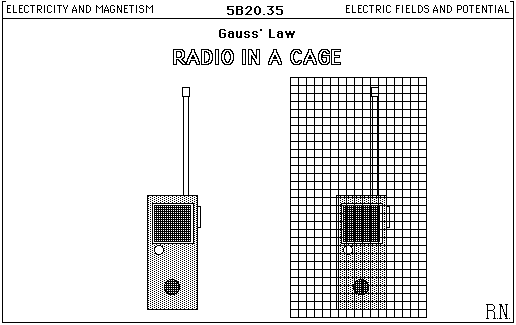 ELECTRICITY AND MAGNETISM 5B20.35 ELECTRIC FIELDS AND POTENTIAL
Gauss' Law
RADIO IN A CAGE
R.N.